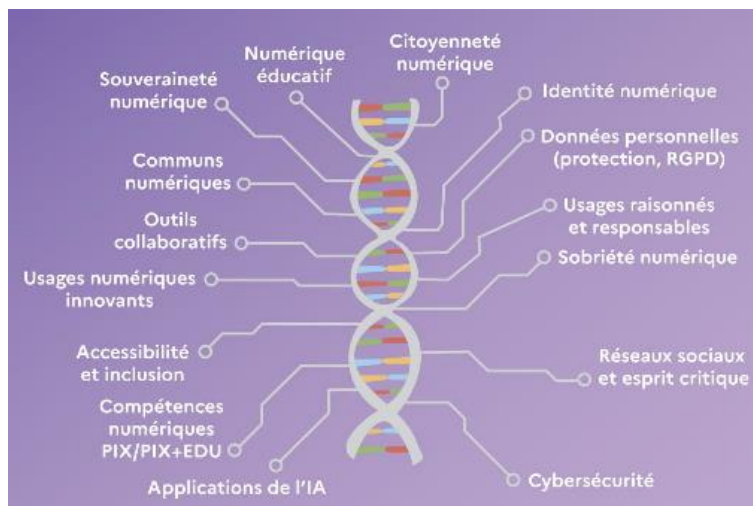 Numérique
éducatif
Citoyenneté
numérique
Souveraineté
numérique
Identité numérique
Données personnelles
(protection, RGPD)
Communs
numériques
Usages raisonnés
et responsables
Outils
collaboratifs
Sobriété numérique
Usages numériques
innovants
Accessibilité
et inclusion
Réseaux sociaux
et esprit critique
Compétences
numériques
PIX/PIX+EDU
Applications de l'IA
Cybersécurité